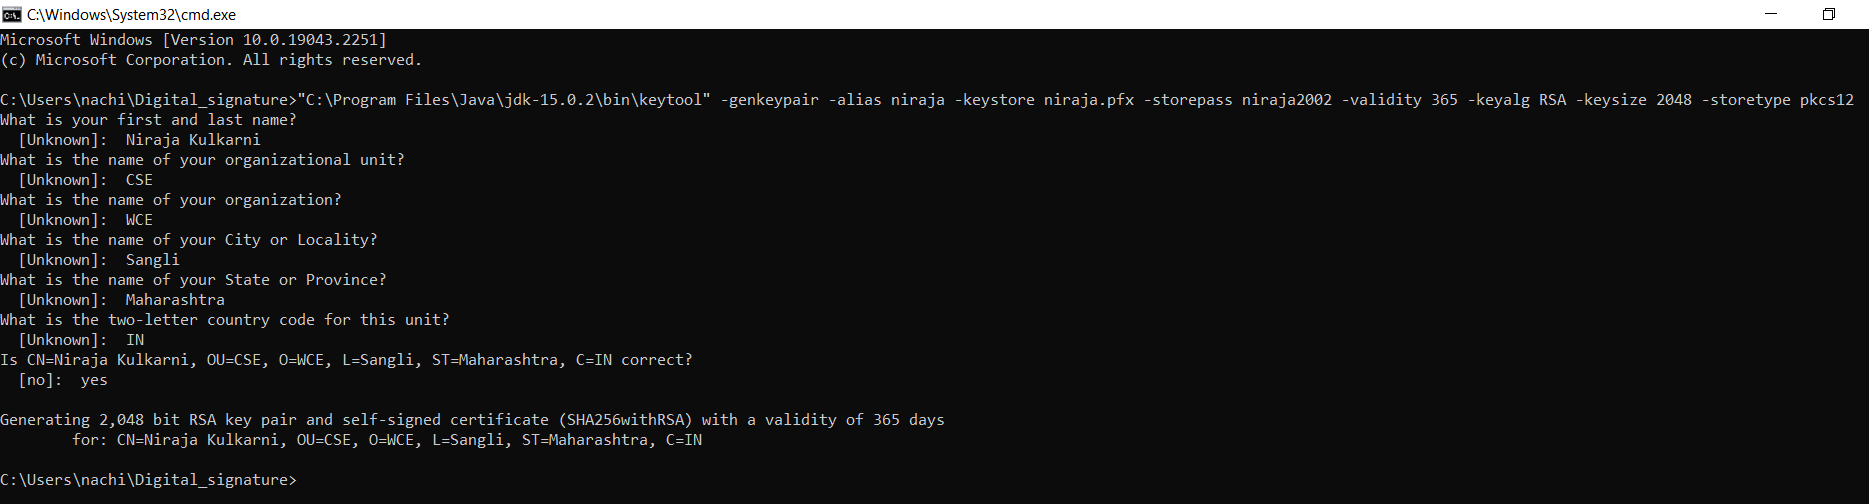 C:\Windows\System32\cmd.exe
Microsoft Windows [Version 10.0.19043.2251]
(c) Microsoft Corporation. All rights reserved.
C:\Users\nachi\Digital_signature>"C:\Program Files\Java\jdk-15.0.2\bin\keytool" -genkeypair -alias niraja -keystore niraja.pfx -storepass niraja2002 -validity 365 -keyalg RSA -keysize 2048 -storetype pkcs12
What is your first and last name?
  [Unknown]:  Niraja Kulkarni
What is the name of your organizational unit?
  [Unknown]:  CSE
What is the name of your organization?
  [Unknown]:  WCE
What is the name of your City or Locality?
  [Unknown]:  Sangli
What is the name of your State or Province?
  [Unknown]:  Maharashtra
What is the two-letter country code for this unit?
  [Unknown]:  IN
Is CN=Niraja Kulkarni, OU=CSE, O=WCE, L=Sangli, ST=Maharashtra, C=IN correct?
  [no]:  yes
Generating 2,048 bit RSA key pair and self-signed certificate (SHA256withRSA) with a validity of 365 days
        for: CN=Niraja Kulkarni, OU=CSE, O=WCE, L=Sangli, ST=Maharashtra, C=IN
C:\Users\nachi\Digital_signature>